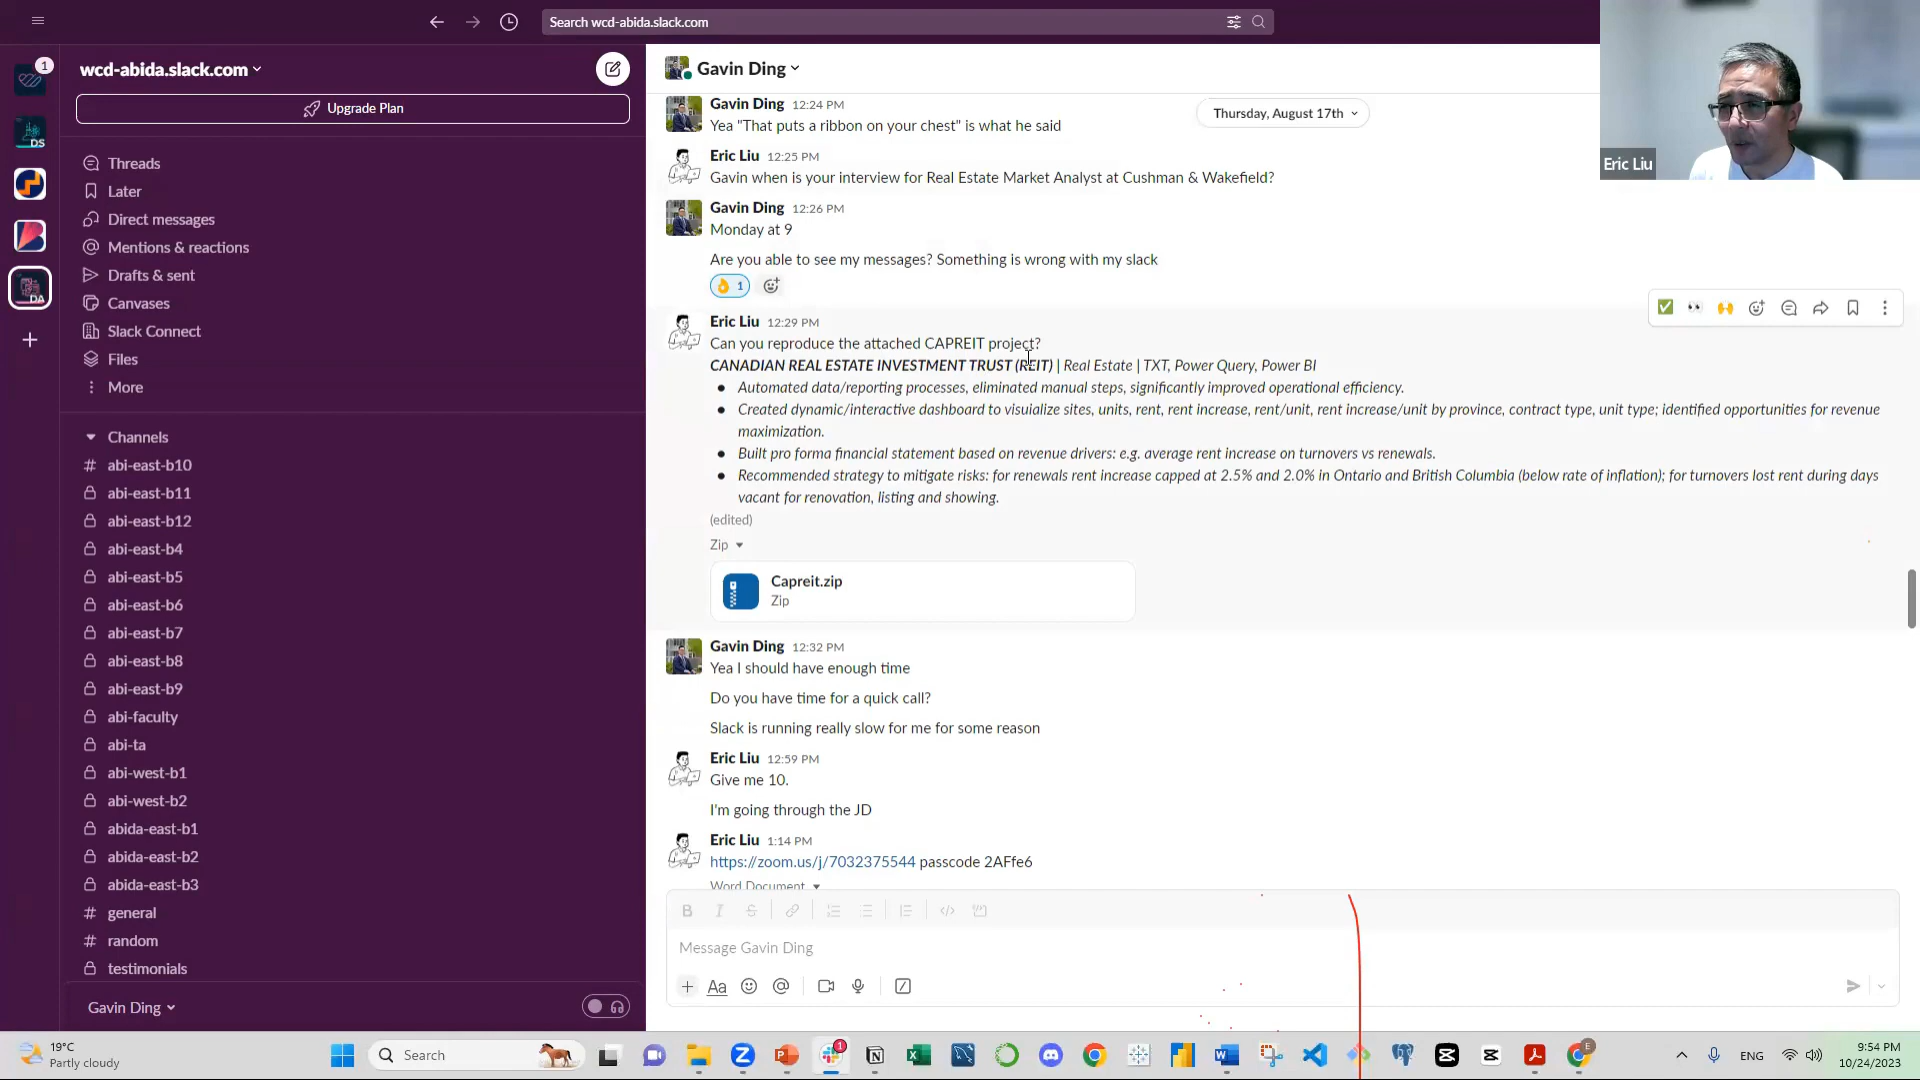 Search wcd-abida.slack.com
1
wcd-abida.slack.com
Upgrade Plan
DS
DA
Threads
Later
Direct messages
Mentions & reactions
Drafts & sent
Canvases
Slack Connect
Files
More
Channels
abi-east-b10
abi-east-b11
abi-east-b12
abi-east-b4
abi-east-b5
abi-east-b6
abi-east-b7
abi-east-b8
abi-east-b9
abi-faculty
abi-ta
abi-west-b1
abi-west-b2
abida-east-b1
abida-east-b2
abida-east-b3
general
random
testimonials
Gavin Ding
Gavin Ding
Thursday, August 17th
Gavin Ding 12:24 PM
Yea "That puts a ribbon on your chest" is what he said
Eric Liu 12:25 PM
Gavin when is your interview for Real Estate Market Analyst at Cushman & Wakefield?
Gavin Ding 12:26 PM
Monday at 9
Are you able to see my messages? Something is wrong with my slack
1
Eric Liu 12:29 PM
Can you reproduce the attached CAPREIT project?
CANADIAN REAL ESTATE INVESTMENT TRUST (REIT) | Real Estate | TXT, Power Query, Power BI
● Automated data/reporting processes, eliminated manual steps, significantly improved operational efficiency.
● Created dynamic/interactive dashboard to visuialize sites, units, rent, rent increase, rent/unit, rent increase/unit by province, contract type, unit type; identified opportunities for revenue
maximization.
● Built pro forma financial statement based on revenue drivers: e.g. average rent increase on turnovers vs renewals.
● Recommended strategy to mitigate risks: for renewals rent increase capped at 2.5% and 2.0% in Ontario and British Columbia (below rate of inflation); for turnovers lost rent during days
vacant for renovation, listing and showing.
(edited)
Zip
Capreit.zip
Zip
Gavin Ding 12:32 PM
Yea I should have enough time
Do you have time for a quick call?
Slack is running really slow for me for some reason
Eric Liu 12:59 PM
Give me 10.
I'm going through the JD
Eric Liu 1:14 PM
https://zoom.us/j/7032375544 passcode 2AFfe6
Word Document
Message Gavin Ding
Aa
Eric Liu
19°C
Partly cloudy
Search
1
ENG
9:54 PM
10/24/2023